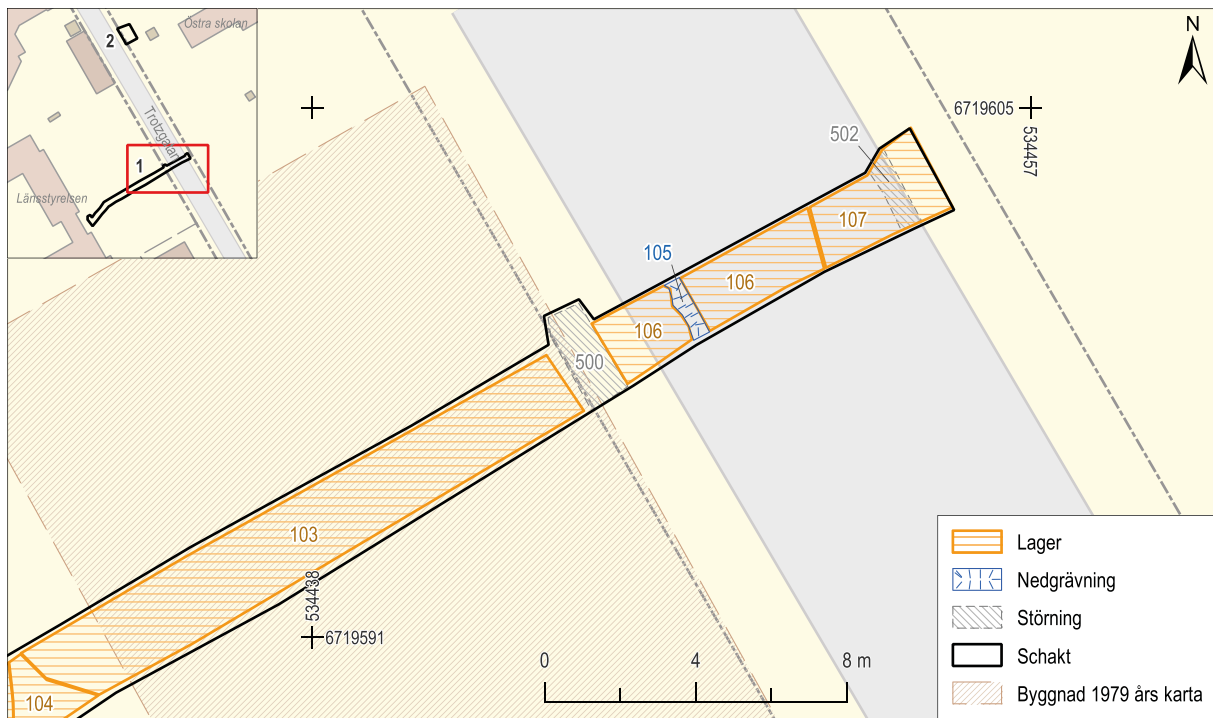 Östra skolan
2
Trotzgatan
1
Länsstyrelsen
N
6719605
534457
502
107
105
106
106
500
103
534438
6719591
104
0 4 8 m
Lager
Nedgrävning
Störning
Schakt
Byggnad 1979 års karta